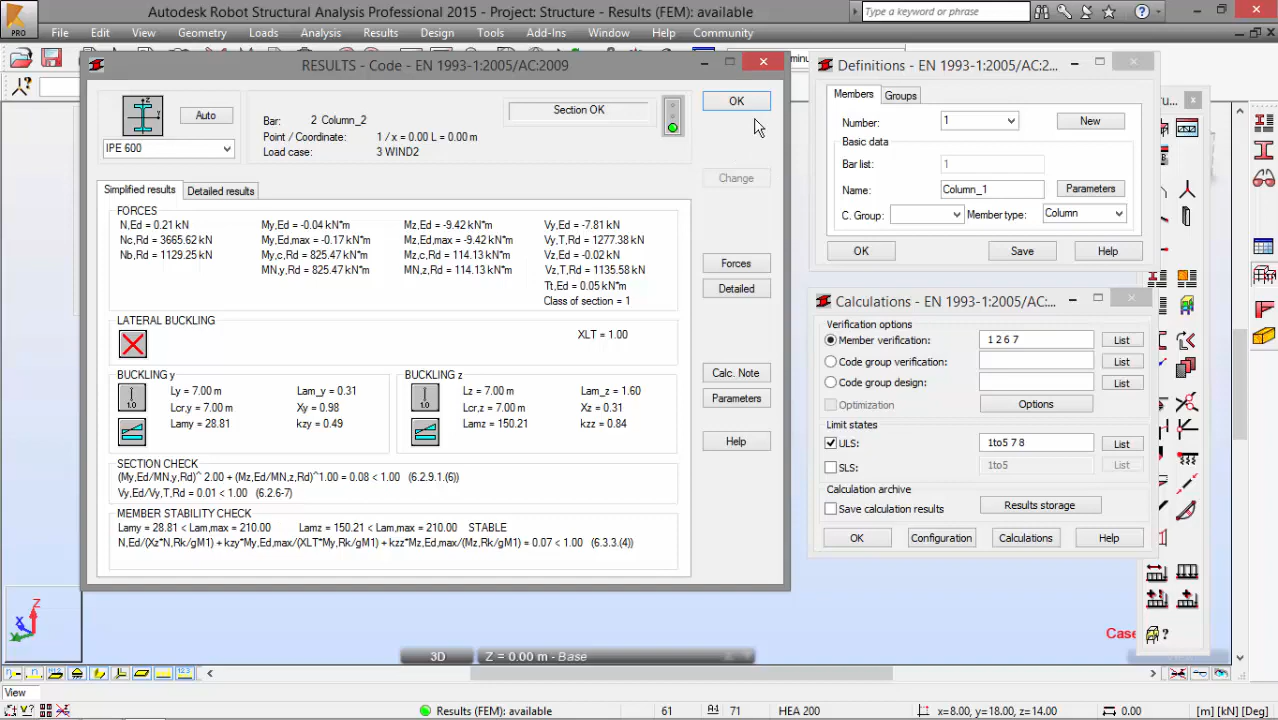 Autodesk Robot Structural Analysis Professional 2015 - Project: Structure - Results (FEM): available
Type a keyword or phrase
PRO
File Edit View Geometry Loads Analysis Results Design Tools Add-Ins Window Help Community
RESULTS - Code - EN 1993-1:2005/AC:2009
Auto
IPE 600
Bar: 2 Column_2
Point / Coordinate: 1 / x = 0.00 L = 0.00 m
Load case: 3 WIND2
Section OK
OK
Change
Forces
Detailed
Calc. Note
Parameters
Help
Simplified results Detailed results
FORCES
N,Ed = 0.21 kN My,Ed = -0.04 kN*m Mz,Ed = -9.42 kN*m Vy,Ed = -7.81 kN
Nc,Rd = 3665.62 kN My,Ed,max = -0.17 kN*m Mz,Ed,max = -9.42 kN*m Vy,T,Rd = 1277.38 kN
Nb,Rd = 1129.25 kN My,c,Rd = 825.47 kN*m Mz,c,Rd = 114.13 kN*m Vz,Ed = -0.02 kN
MN,y,Rd = 825.47 kN*m MN,z,Rd = 114.13 kN*m Vz,T,Rd = 1135.58 kN
Tt,Ed = 0.05 kN*m
Class of section = 1
LATERAL BUCKLING
XLT = 1.00
BUCKLING y
1.0
Ly = 7.00 m Lam_y = 0.31
Lcr,y = 7.00 m Xy = 0.98
Lamy = 28.81 kzy = 0.49
BUCKLING z
1.0
Lz = 7.00 m Lam_z = 1.60
Lcr,z = 7.00 m Xz = 0.31
Lamz = 150.21 kzz = 0.84
SECTION CHECK
(My,Ed/MN,y,Rd)^ 2.00 + (Mz,Ed/MN,z,Rd)^1.00 = 0.08 < 1.00 (6.2.9.1.(6))
Vy,Ed/Vy,T,Rd = 0.01 < 1.00 (6.2.6-7)
MEMBER STABILITY CHECK
Lamy = 28.81 < Lam,max = 210.00 Lamz = 150.21 < Lam,max = 210.00 STABLE
N,Ed/(Xz*N,Rk/gM1) + kzy*My,Ed,max/(XLT*My,Rk/gM1) + kzz*Mz,Ed,max/(Mz,Rk/gM1) = 0.07 < 1.00 (6.3.3.(4))
Definitions - EN 1993-1:2005/AC:2...
Members Groups
Number: 1 New
Basic data
Bar list: 1
Name: Column_1 Parameters
C. Group: Member type: Column
OK Save Help
Calculations - EN 1993-1:2005/AC:...
Verification options
Member verification: 1 2 6 7 List
Code group verification: List
Code group design: List
Optimization Options
Limit states
ULS: 1to5 7 8 List
SLS: 1to5 List
Calculation archive
Save calculation results Results storage
OK Configuration Calculations Help
3D Z = 0.00 m - Base
View
Results (FEM): available 61 71 HEA 200 x=8.00, y=18.00, z=14.00 0.00 [m] [kN] [Deg]